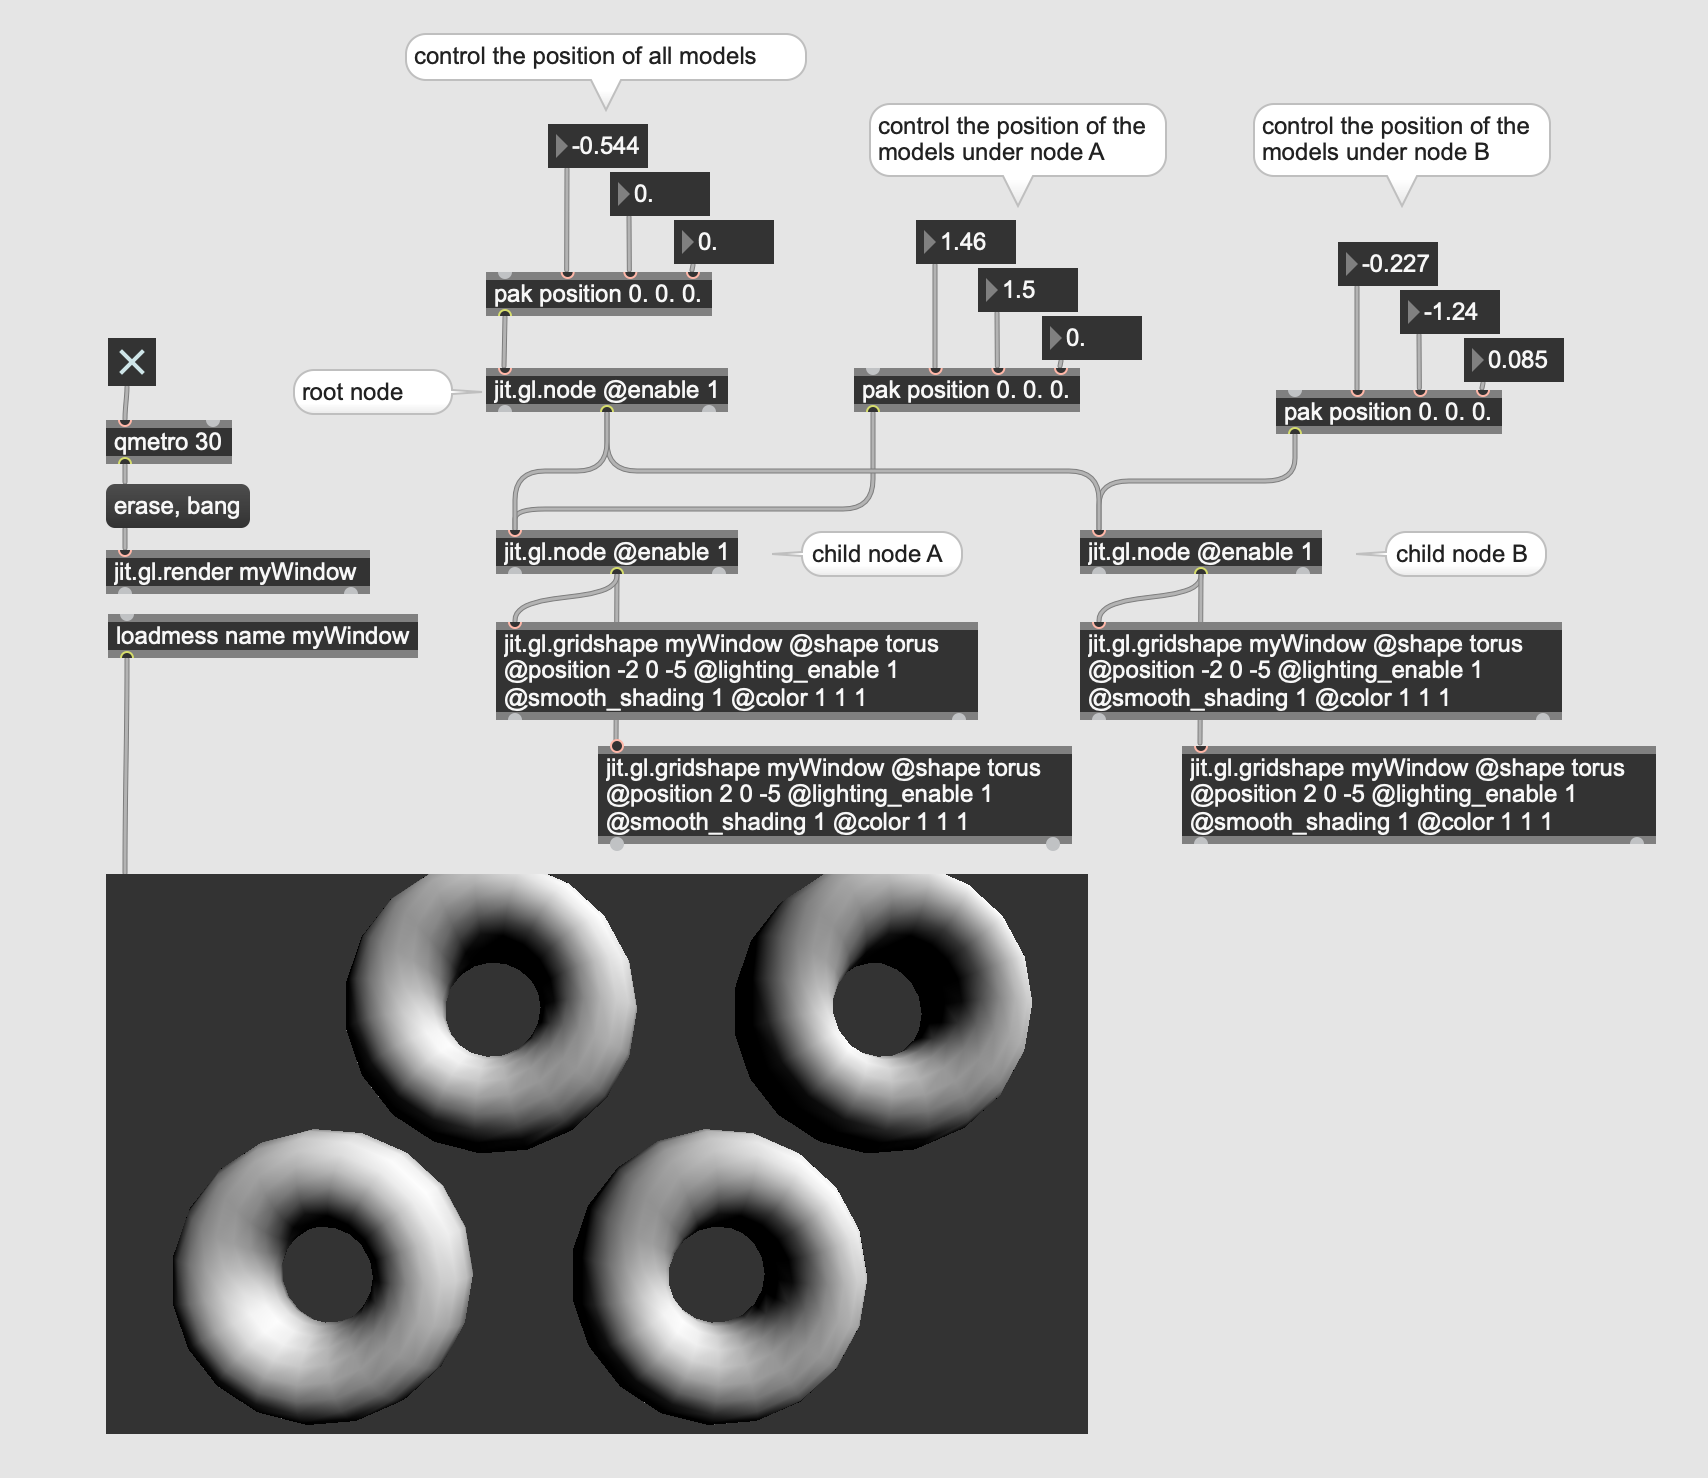 control the position of all models
-0.544
0.
0.
pak position 0. 0. 0.
root node
jit.gl.node @enable 1
control the position of the
models under node A
1.46
1.5
0.
pak position 0. 0. 0.
control the position of the
models under node B
-0.227
-1.24
0.085
pak position 0. 0. 0.
qmetro 30
erase, bang
jit.gl.render myWindow
loadmess name myWindow
jit.gl.node @enable 1
child node A
jit.gl.gridshape myWindow @shape torus
@position -2 0 -5 @lighting_enable 1
@smooth_shading 1 @color 1 1 1
jit.gl.gridshape myWindow @shape torus
@position 2 0 -5 @lighting_enable 1
@smooth_shading 1 @color 1 1 1
jit.gl.node @enable 1
child node B
jit.gl.gridshape myWindow @shape torus
@position -2 0 -5 @lighting_enable 1
@smooth_shading 1 @color 1 1 1
jit.gl.gridshape myWindow @shape torus
@position 2 0 -5 @lighting_enable 1
@smooth_shading 1 @color 1 1 1